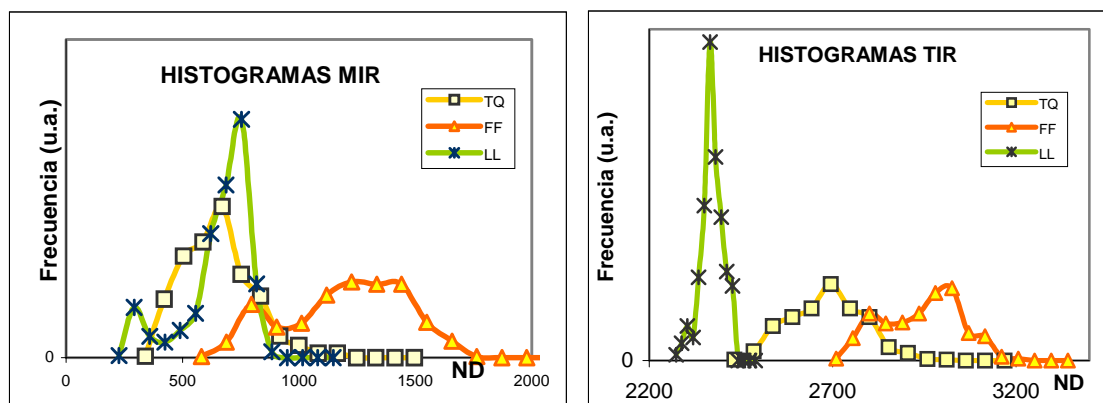 HISTOGRAMAS MIR
Frecuencia (u.a.)
TQ
FF
LL
0
0
500
1000
1500
2000
ND
HISTOGRAMAS TIR
Frecuencia (u.a.)
TQ
FF
LL
0
2200
2700
3200
ND